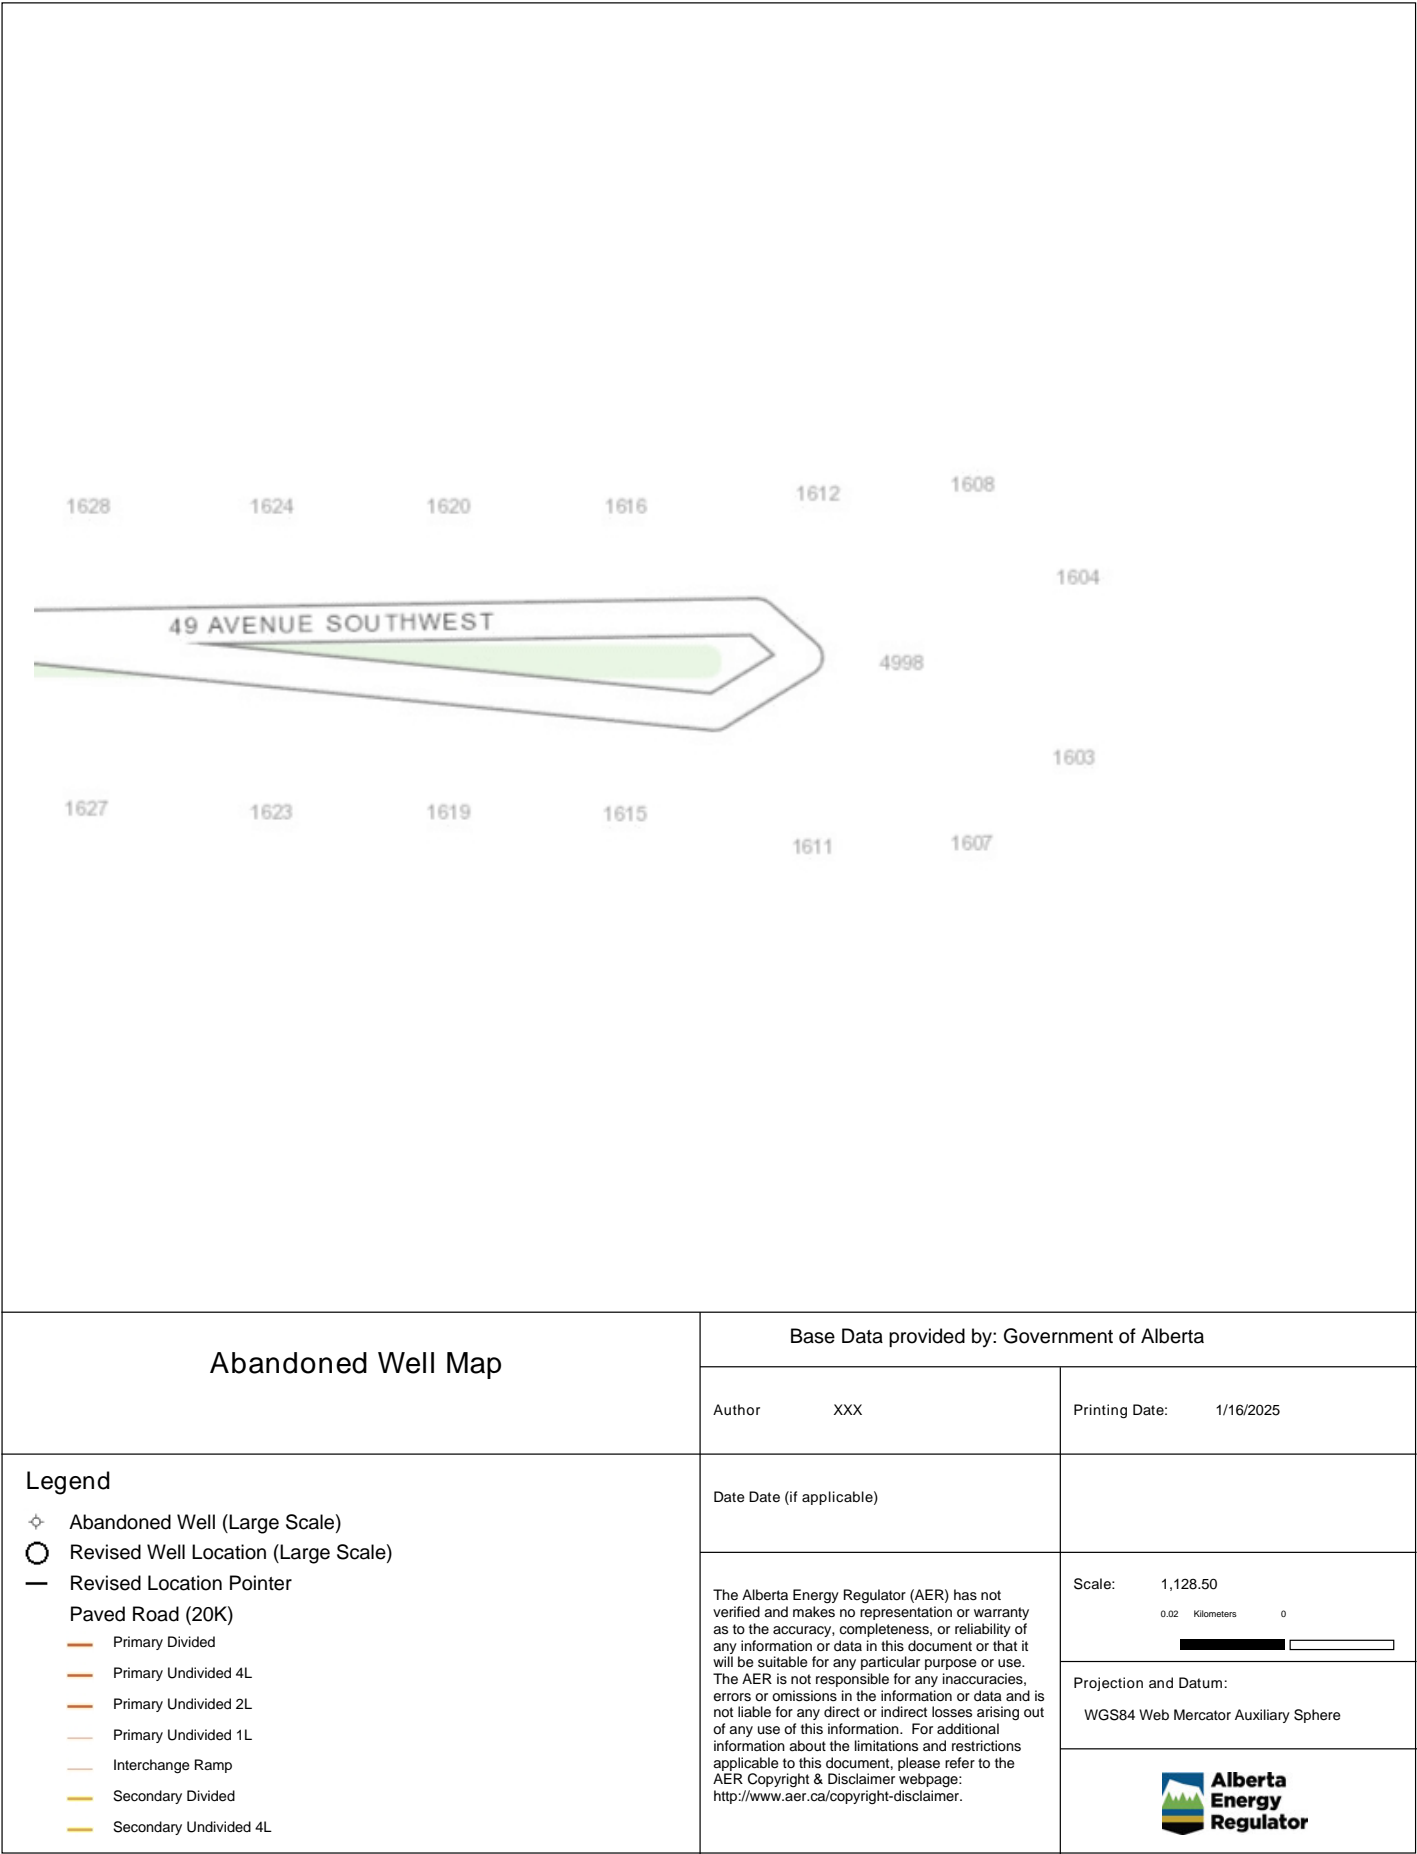 1628 1624 1620 1616 1612 1608
1604
49 AVENUE SOUTHWEST
4998
1603
1627 1623 1619 1615
1611 1607
Abandoned Well Map
Base Data provided by: Government of Alberta
Author XXX
Printing Date: 1/16/2025
Legend
Abandoned Well (Large Scale)
Revised Well Location (Large Scale)
Revised Location Pointer
Paved Road (20K)
Primary Divided
Primary Undivided 4L
Primary Undivided 2L
Primary Undivided 1L
Interchange Ramp
Secondary Divided
Secondary Undivided 4L
Date Date (if applicable)
The Alberta Energy Regulator (AER) has not
verified and makes no representation or warranty
as to the accuracy, completeness, or reliability of
any information or data in this document or that it
will be suitable for any particular purpose or use.
The AER is not responsible for any inaccuracies,
errors or omissions in the information or data and is
not liable for any direct or indirect losses arising out
of any use of this information. For additional
information about the limitations and restrictions
applicable to this document, please refer to the
AER Copyright & Disclaimer webpage:
http://www.aer.ca/copyright-disclaimer.
Scale: 1,128.50
0.02 Kilometers 0
Projection and Datum:
WGS84 Web Mercator Auxiliary Sphere
Alberta
Energy
Regulator